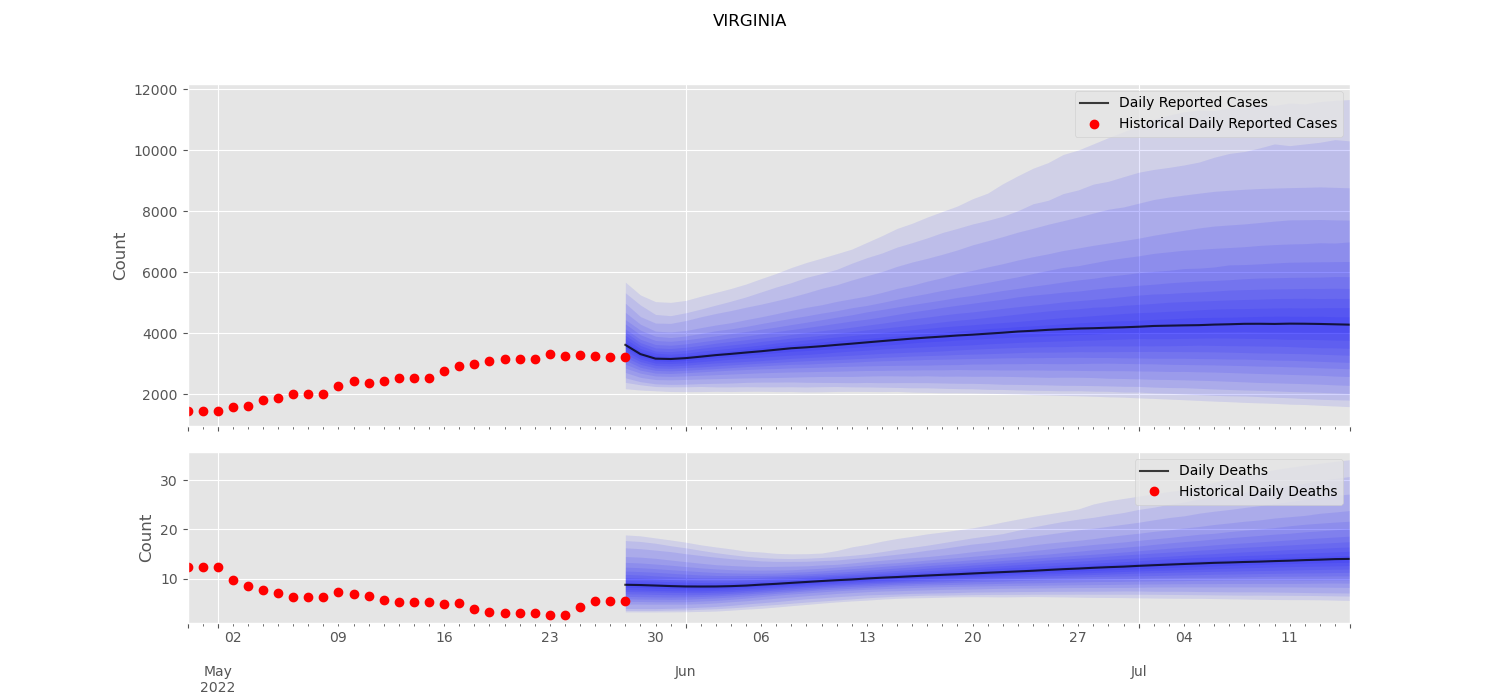 VIRGINIA
12000
10000
8000
6000
4000
2000
Count
Daily Reported Cases
Historical Daily Reported Cases
30
20
10
Count
Daily Deaths
Historical Daily Deaths
02 09 16 23 30 06 13 20 27 04 11
May Jun Jul
2022